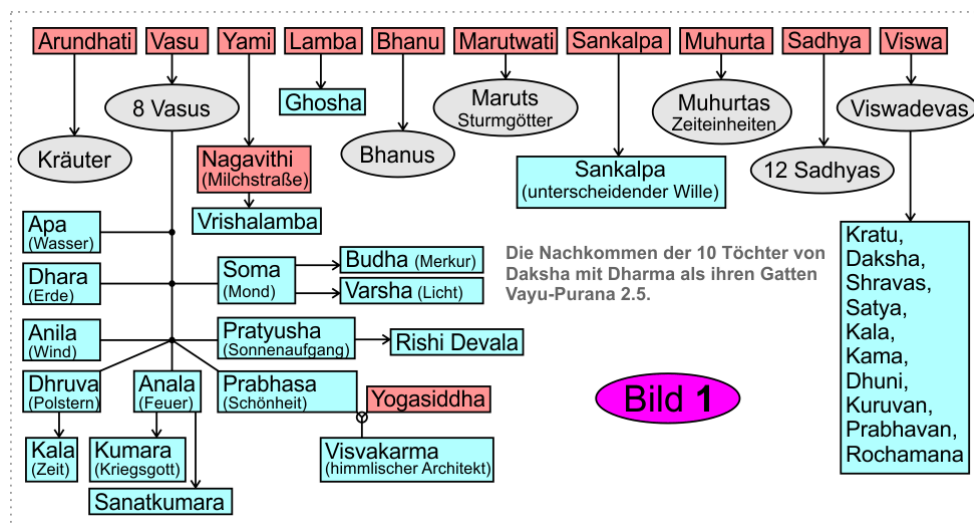 Arundhati
Vasu
Yami
Lamba
Bhanu
Marutwati
Sankalpa
Muhurta
Sadhya
Viswa
Kräuter
8 Vasus
Nagavithi
(Milchstraße)
Vrishalamba
Ghosha
Bhanus
Maruts
Sturmgötter
Sankalpa
(unterscheidender Wille)
Muhurtas
Zeiteinheiten
12 Sadhyas
Viswadevas
Apa
(Wasser)
Dhara
(Erde)
Soma
(Mond)
Budha (Merkur)
Varsha (Licht)
Anila
(Wind)
Pratyusha
(Sonnenaufgang)
Rishi Devala
Dhruva
(Polstern)
Anala
(Feuer)
Prabhasa
(Schönheit)
Yogasiddha
Kala
(Zeit)
Kumara
(Kriegsgott)
Visvakarma
(himmlischer Architekt)
Sanatkumara
Die Nachkommen der 10 Töchter von
Daksha mit Dharma als ihren Gatten
Vayu-Purana 2.5.
Bild 1
Kratu,
Daksha,
Shravas,
Satya,
Kala,
Kama,
Dhuni,
Kuruvan,
Prabhavan,
Rochamana